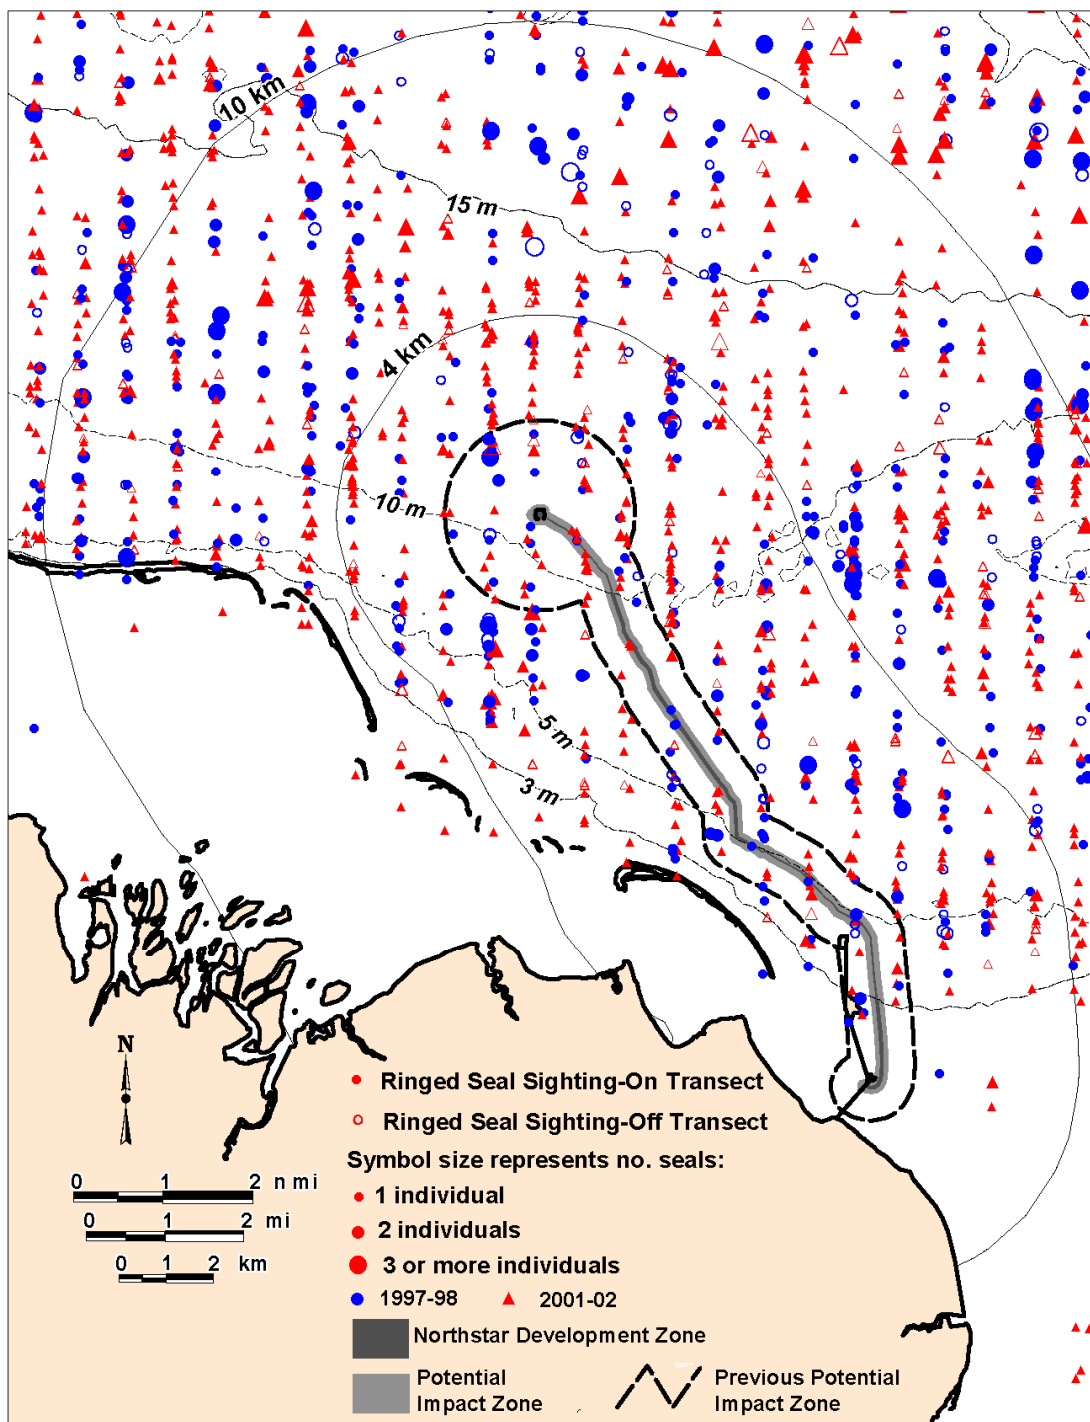 10 km
15 m
4 km
10 m
5 m
3 m
N
Ringed Seal Sighting-On Transect
Ringed Seal Sighting-Off Transect
Symbol size represents no. seals:
1 individual
2 individuals
3 or more individuals
1997-98 2001-02
Northstar Development Zone
Potential
Impact Zone
Previous Potential
Impact Zone
0 1 2 n mi
0 1 2 mi
0 1 2 km